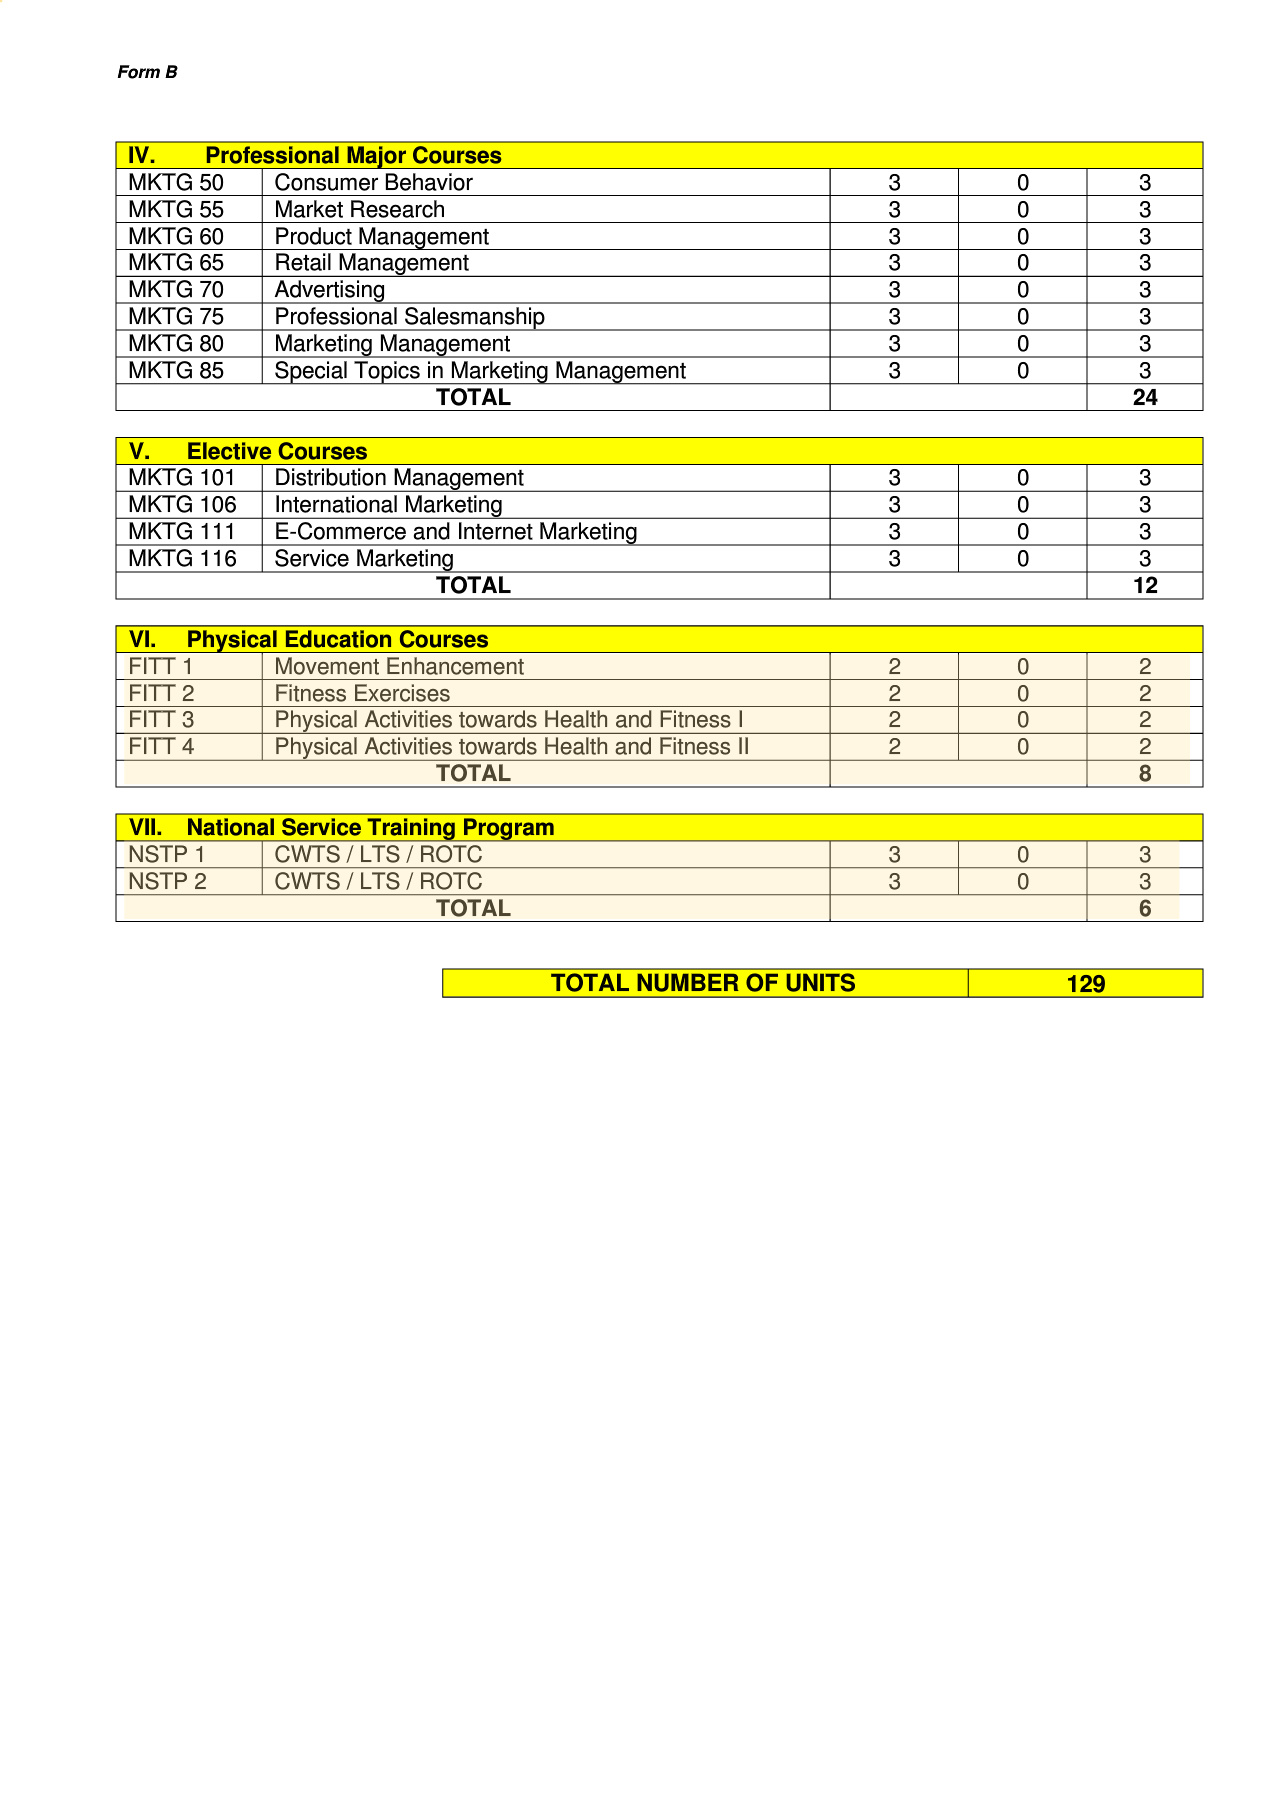 Form B
IV. Professional Major Courses
MKTG 50 Consumer Behavior 3 0 3
MKTG 55 Market Research 3 0 3
MKTG 60 Product Management 3 0 3
MKTG 65 Retail Management 3 0 3
MKTG 70 Advertising 3 0 3
MKTG 75 Professional Salesmanship 3 0 3
MKTG 80 Marketing Management 3 0 3
MKTG 85 Special Topics in Marketing Management 3 0 3
TOTAL 24
V. Elective Courses
MKTG 101 Distribution Management 3 0 3
MKTG 106 International Marketing 3 0 3
MKTG 111 E-Commerce and Internet Marketing 3 0 3
MKTG 116 Service Marketing 3 0 3
TOTAL 12
VI. Physical Education Courses
FITT 1 Movement Enhancement 2 0 2
FITT 2 Fitness Exercises 2 0 2
FITT 3 Physical Activities towards Health and Fitness I 2 0 2
FITT 4 Physical Activities towards Health and Fitness II 2 0 2
TOTAL 8
VII. National Service Training Program
NSTP 1 CWTS / LTS / ROTC 3 0 3
NSTP 2 CWTS / LTS / ROTC 3 0 3
TOTAL 6
TOTAL NUMBER OF UNITS 129